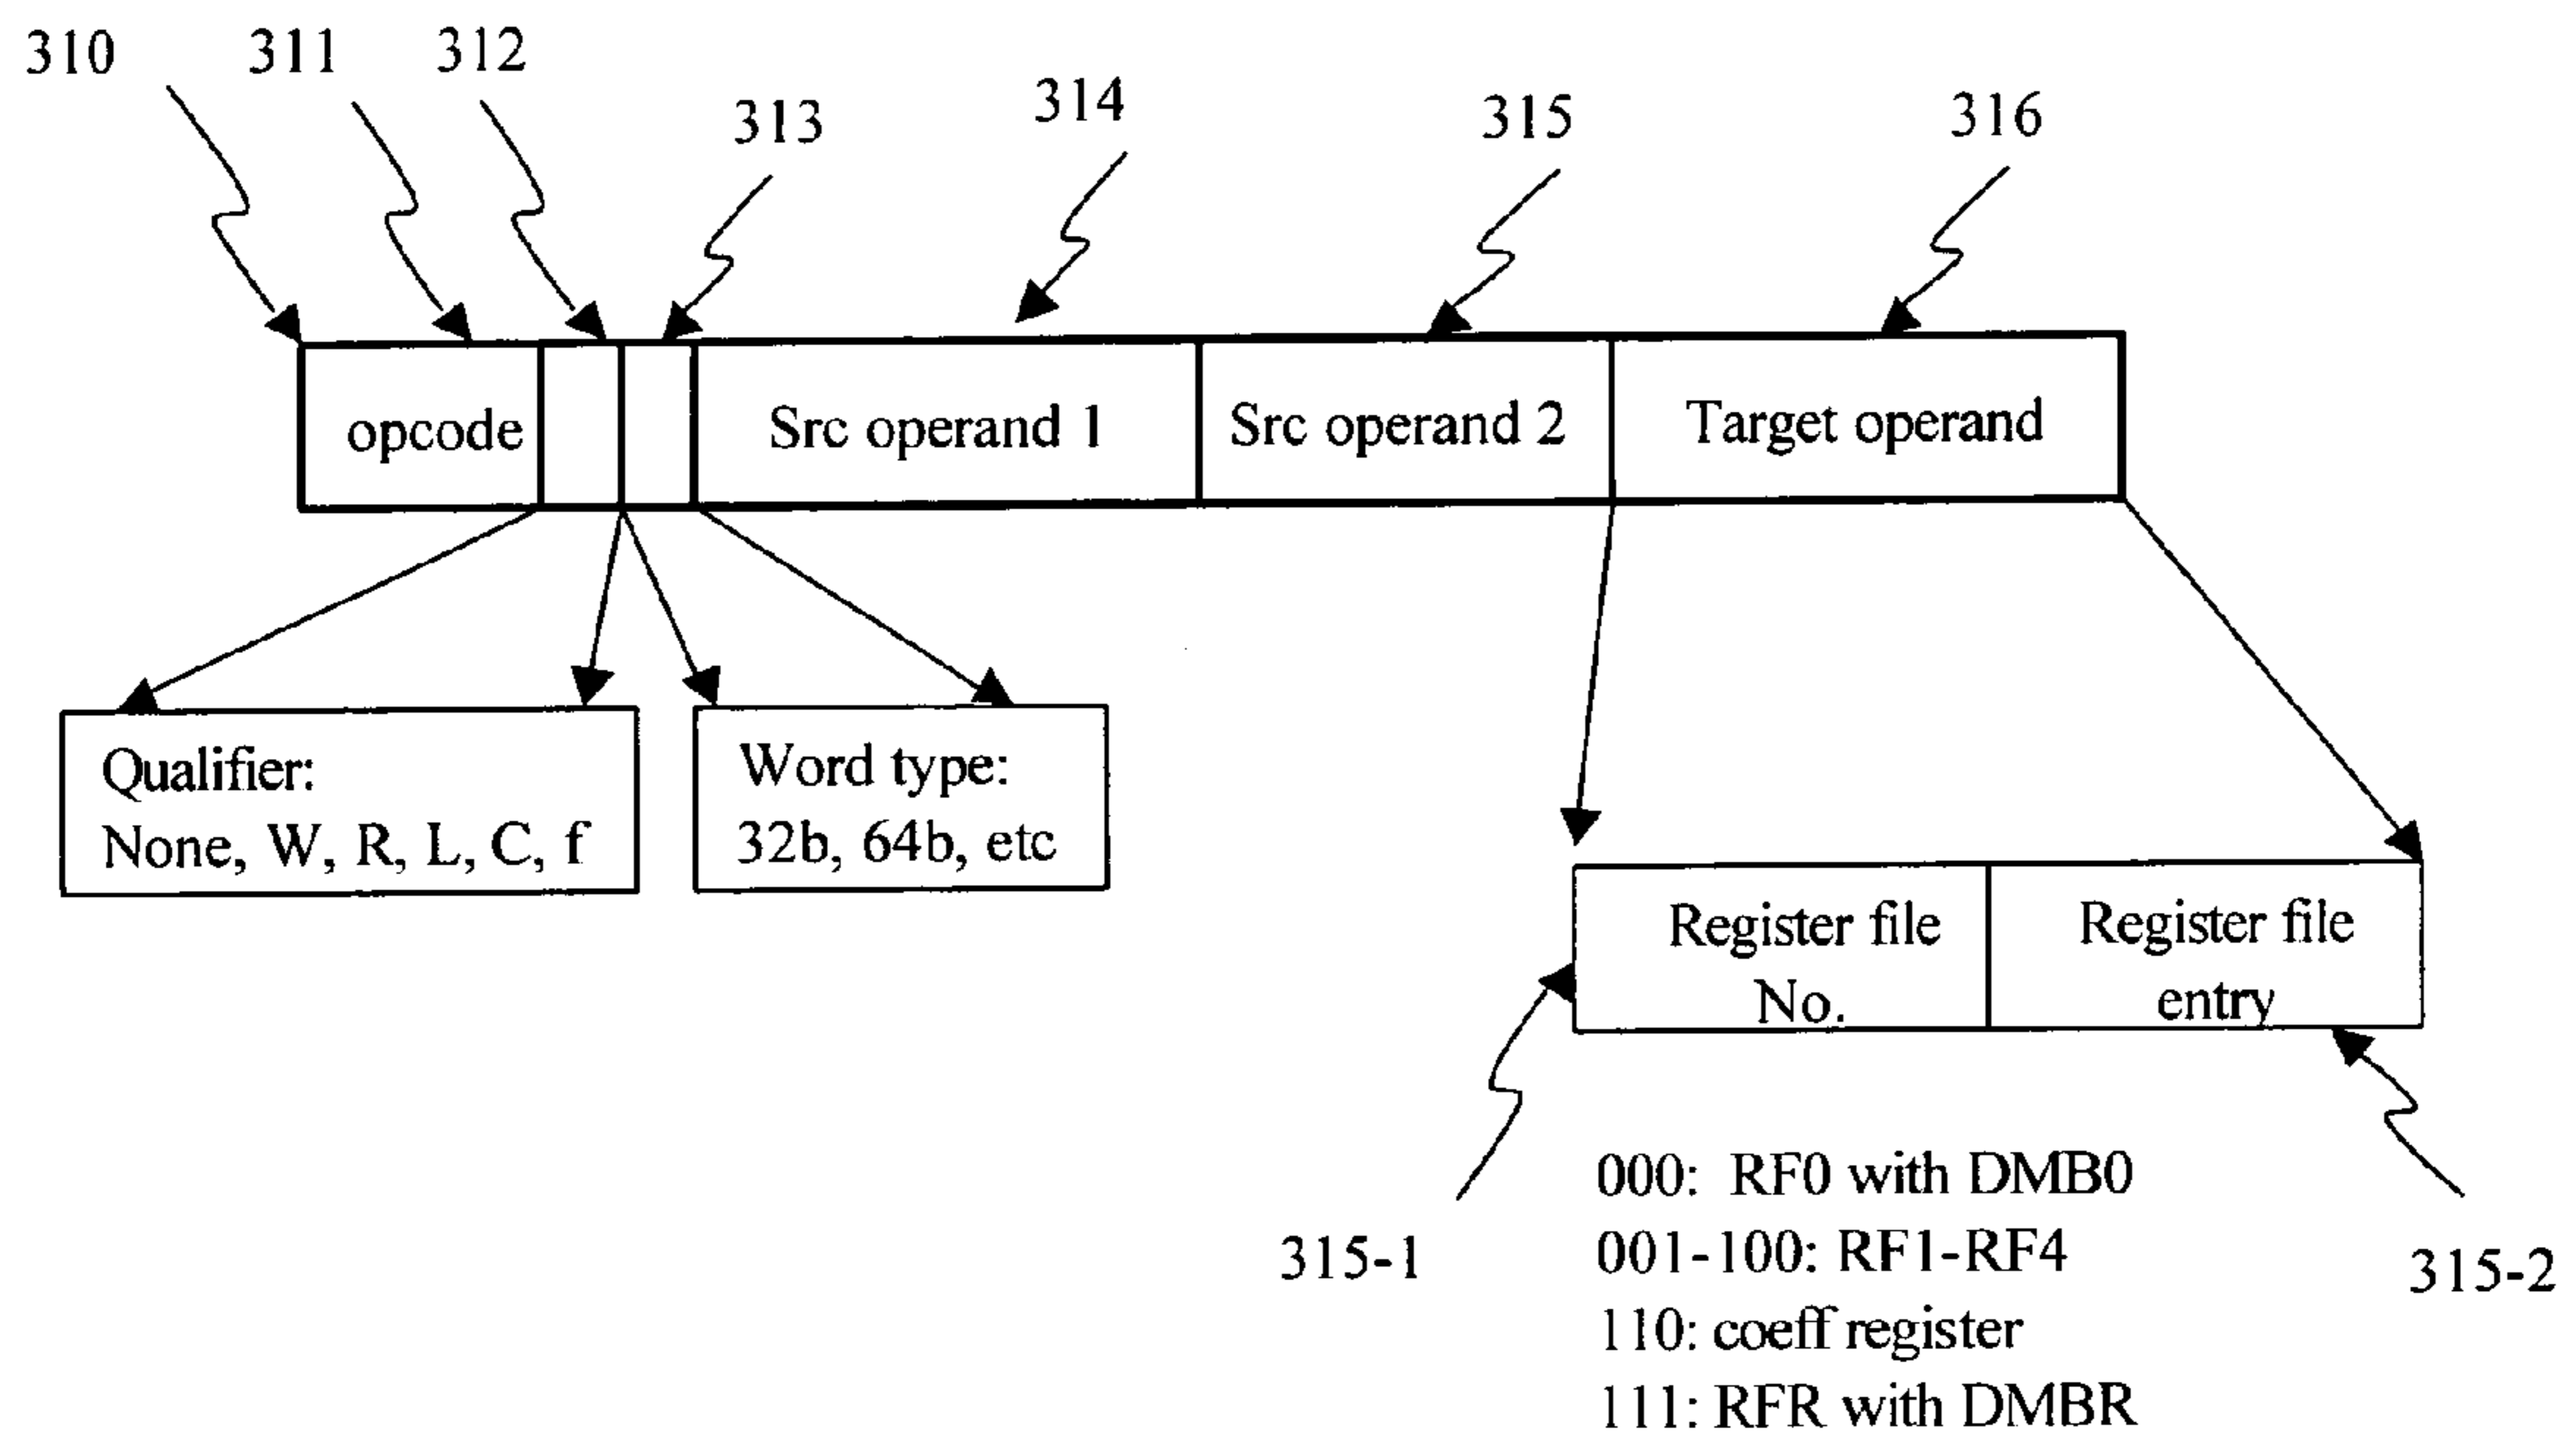 310 311 312 313 314 315 316
opcode Src operand 1 Src operand 2 Target operand
Qualifier:
None, W, R, L, C, f
Word type:
32b, 64b, etc
Register file
No.
Register file
entry
315-1
315-2
000: RF0 with DMB0
001-100: RF1-RF4
110: coeff register
111: RFR with DMBR